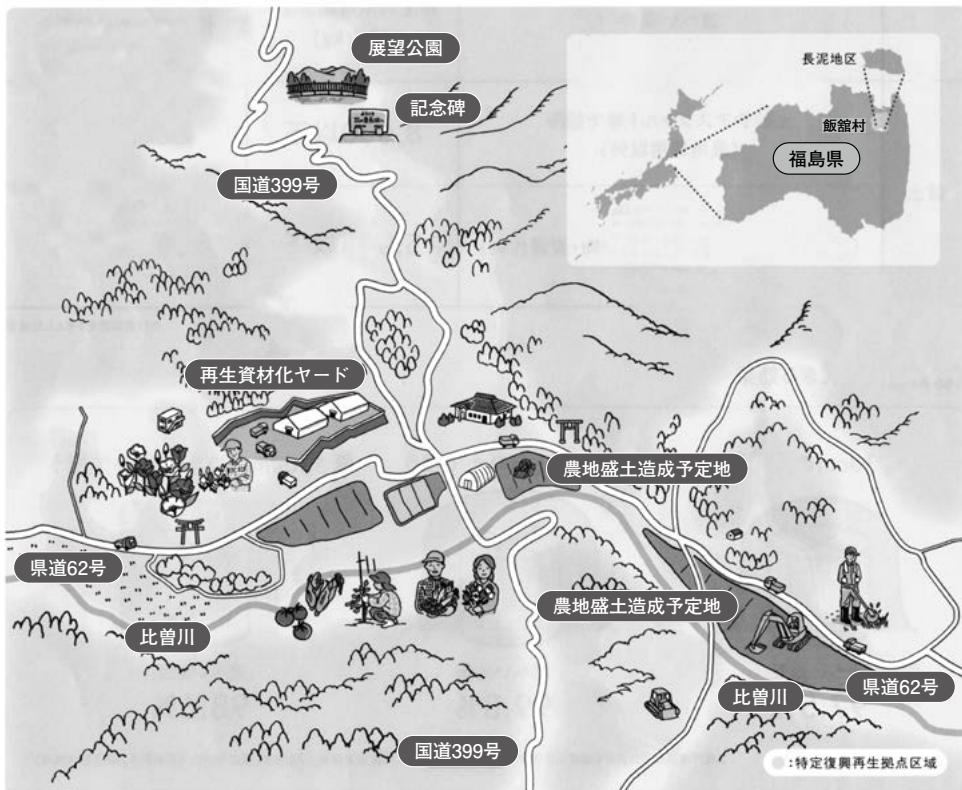 展望公園
記念碑
長泥地区
飯舘村
福島県
国道399号
再生資材化ヤード
農地盛土造成予定地
県道62号
農地盛土造成予定地
比曽川
比曽川
県道62号
国道399号
:特定復興再生拠点区域